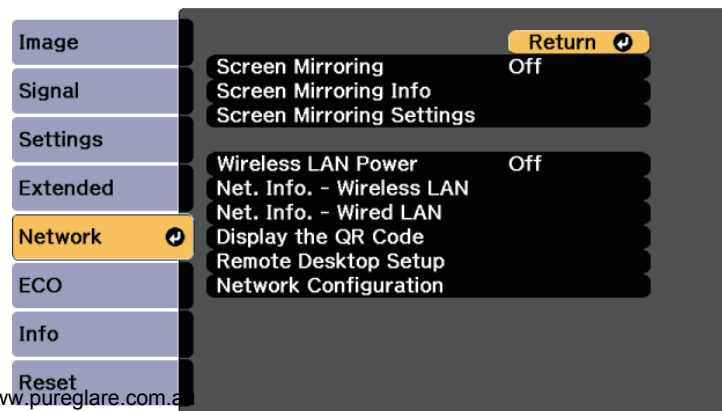 Image
Signal
Settings
Extended
Network
ECO
Info
Reset
Return
Screen Mirroring Off
Screen Mirroring Info
Screen Mirroring Settings
Wireless LAN Power Off
Net. Info. - Wireless LAN
Net. Info. - Wired LAN
Display the QR Code
Remote Desktop Setup
Network Configuration
w.pureglare.com.au